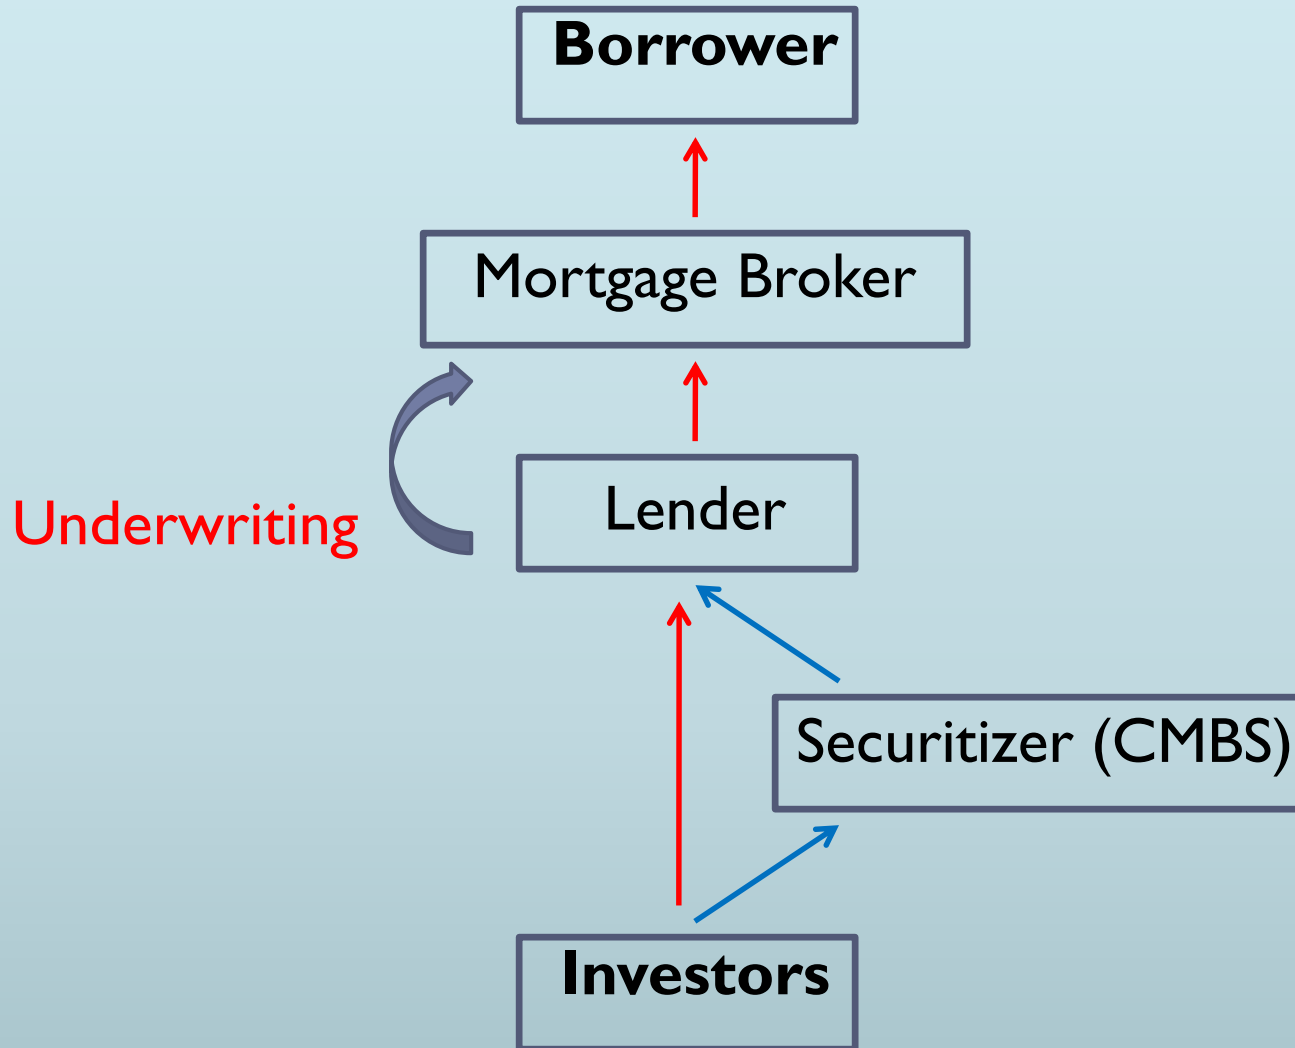 Borrower
Mortgage Broker
Lender
Underwriting
Securitizer (CMBS)
Investors